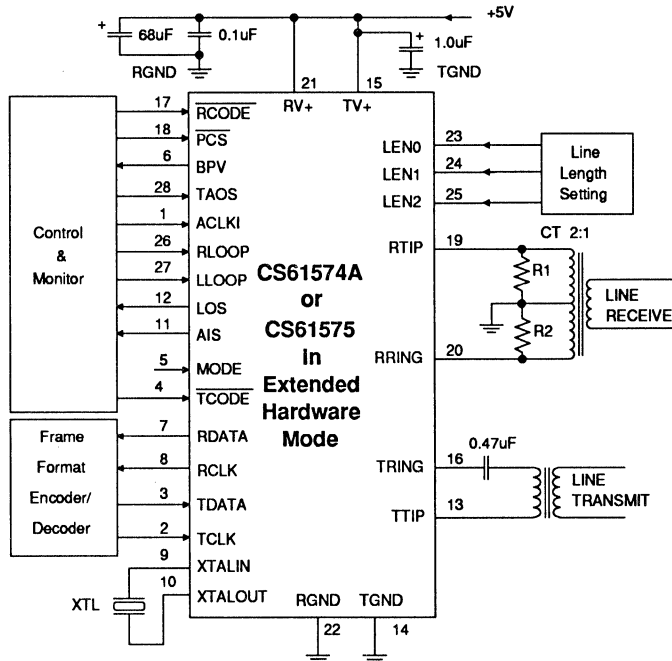 +5V
+
68uF
0.1uF
+
1.0uF
RGND
TGND
21
15
RV+
TV+
17
RCODE
18
PCS
6
BPV
28
TAOS
1
ACLKI
26
RLOOP
27
LLOOP
12
LOS
11
AIS
5
MODE
4
TCODE
Control
&
Monitor
7
RDATA
8
RCLK
3
TDATA
2
TCLK
Frame
Format
Encoder/
Decoder
9
XTALIN
10
XTALOUT
XTL
CS61574A
or
CS61575
in
Extended
Hardware
Mode
LEN0
23
LEN1
24
LEN2
25
Line
Length
Setting
RTIP
19
CT 2:1
R1
R2
LINE
RECEIVE
RRING
20
TRING
16
0.47uF
LINE
TRANSMIT
TTIP
13
RGND
TGND
22
14